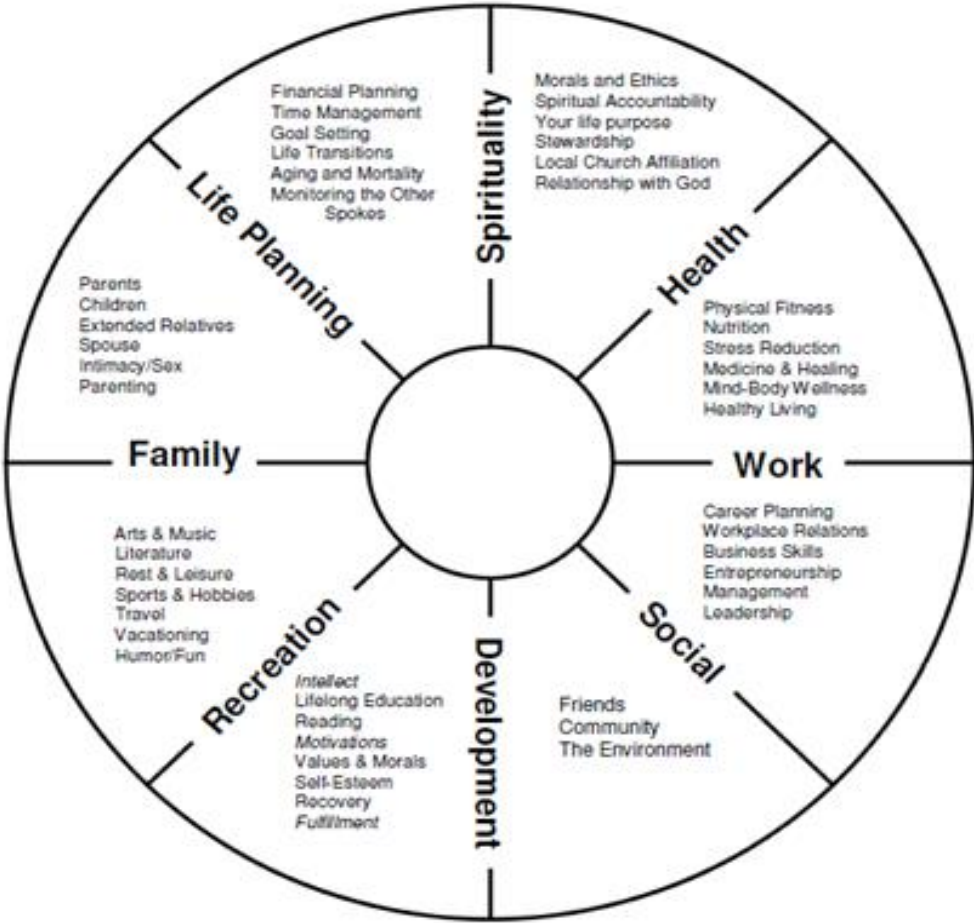 Spirituality
Morals and Ethics
Spiritual Accountability
Your life purpose
Stewardship
Local Church Affiliation
Relationship with God
Health
Physical Fitness
Nutrition
Stress Reduction
Medicine & Healing
Mind-Body Wellness
Healthy Living
Work
Career Planning
Workplace Relations
Business Skills
Entrepreneurship
Management
Leadership
Social
Friends
Community
The Environment
Development
Intellect
Lifelong Education
Reading
Motivations
Values & Morals
Self-Esteem
Recovery
Fulfillment
Recreation
Arts & Music
Literature
Rest & Leisure
Sports & Hobbies
Travel
Vacationing
Humor/Fun
Family
Parents
Children
Extended Relatives
Spouse
Intimacy/Sex
Parenting
Life Planning
Financial Planning
Time Management
Goal Setting
Life Transitions
Aging and Mortality
Monitoring the Other
Spokes